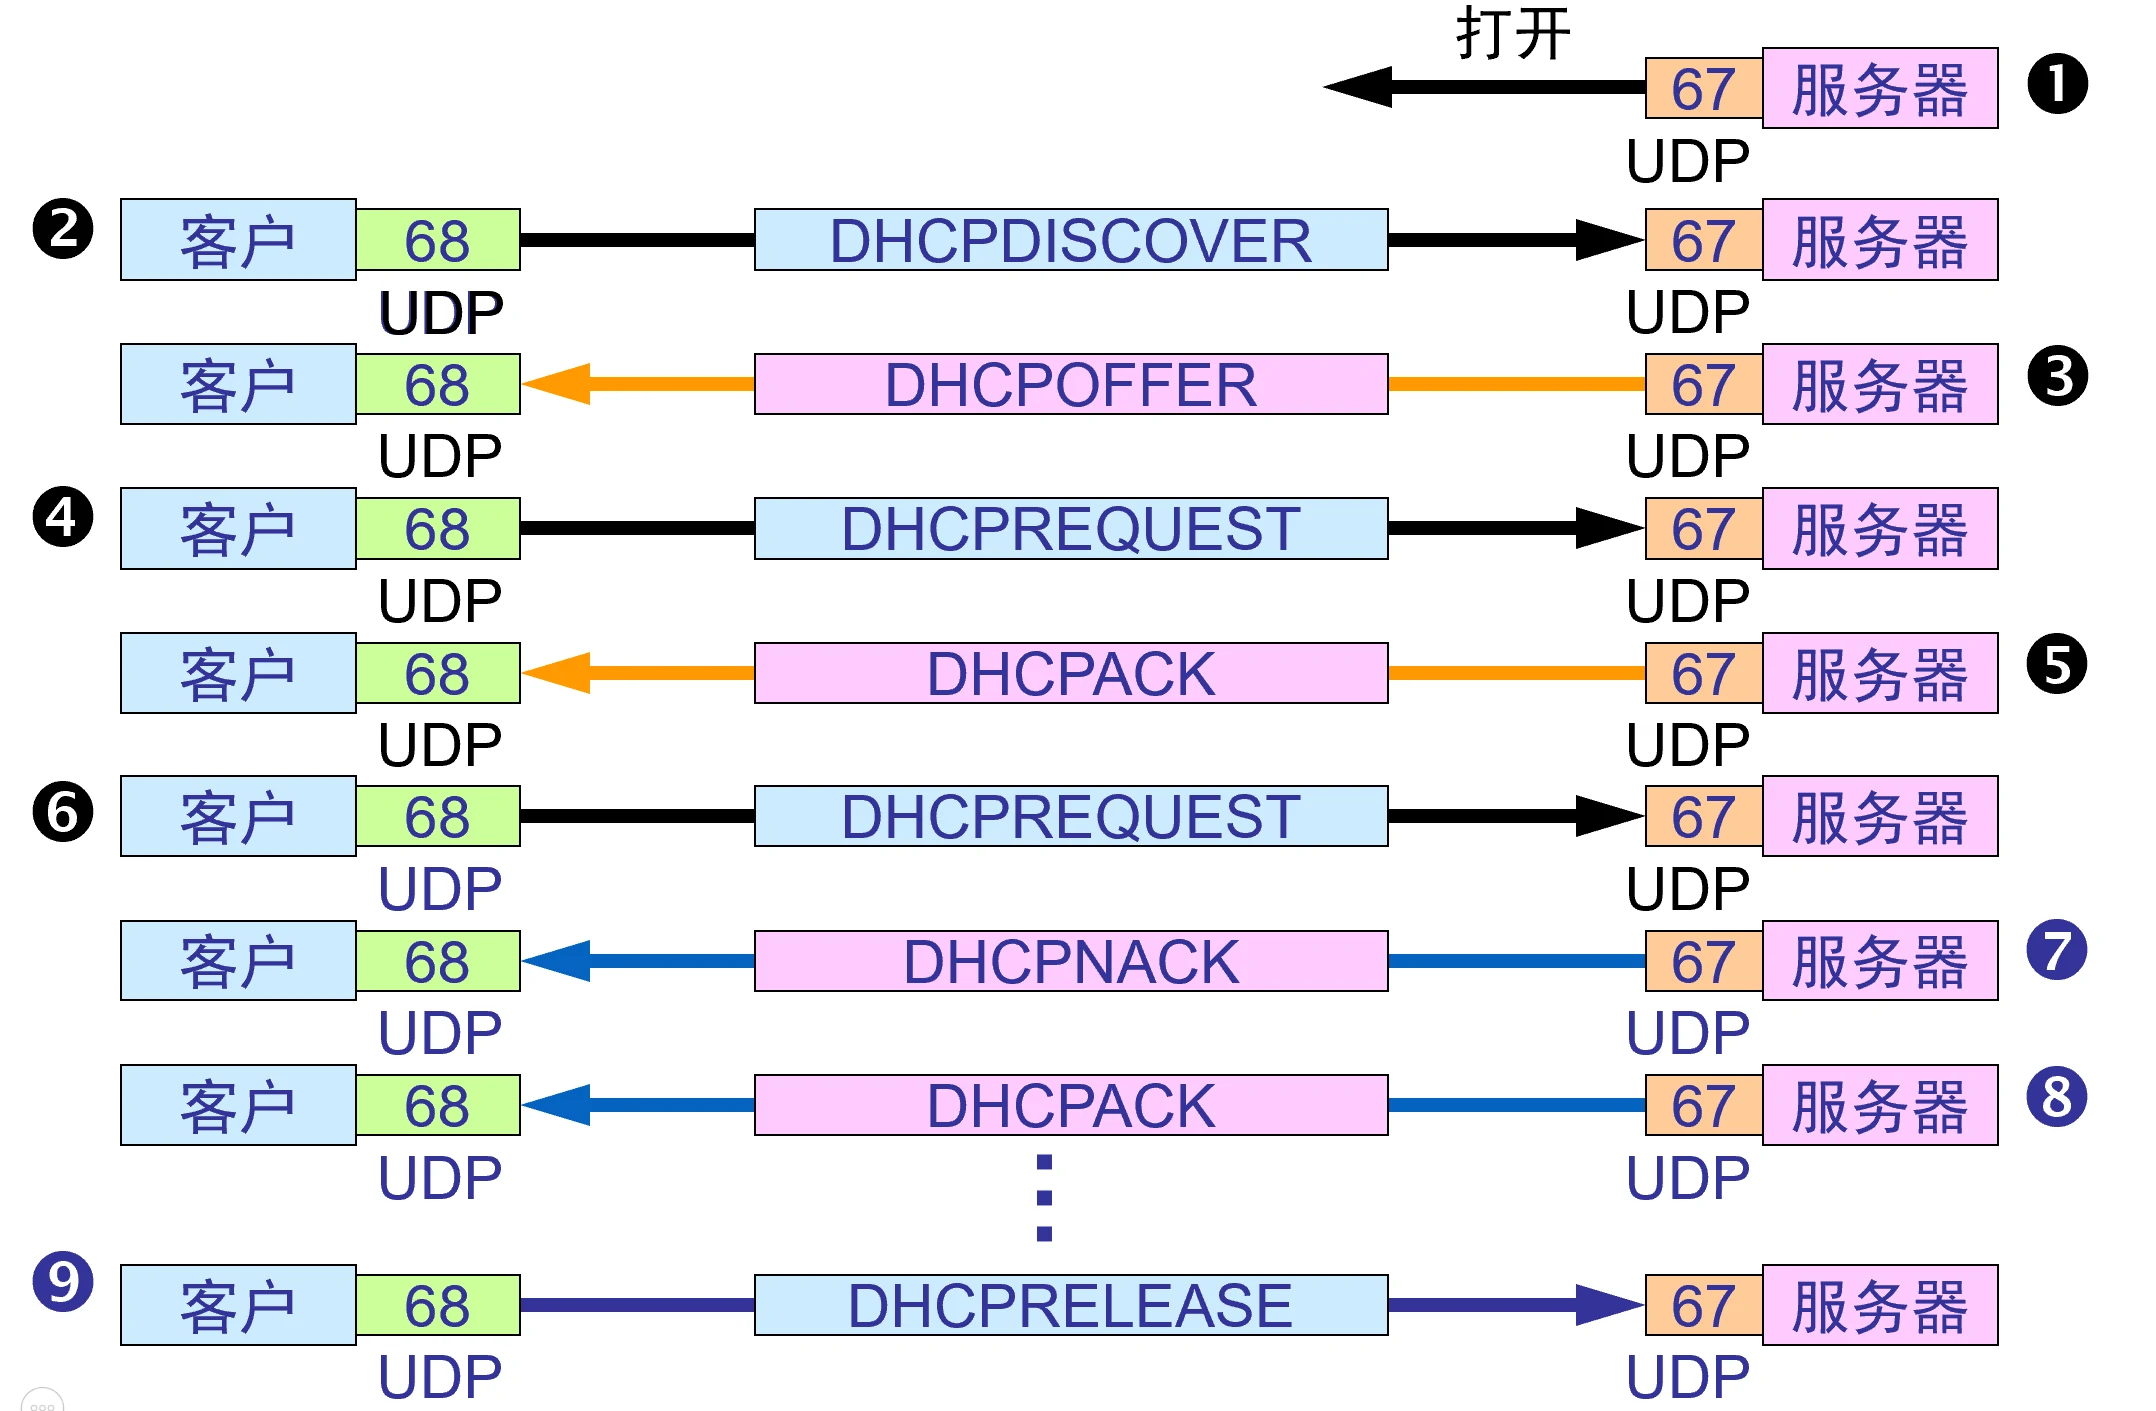 打开
67 服务器 ❶
UDP
❷ 客户 68 DHCPDISCOVER 67 服务器
UDP UDP
客户 68 DHCPOFFER 67 服务器 ❸
UDP UDP
❹ 客户 68 DHCPREQUEST 67 服务器
UDP UDP
客户 68 DHCPACK 67 服务器 ❺
UDP UDP
❻ 客户 68 DHCPREQUEST 67 服务器
UDP UDP
客户 68 DHCPNACK 67 服务器 ❼
UDP UDP
客户 68 DHCPACK 67 服务器 ❽
UDP UDP
❾ 客户 68 DHCPRELEASE 67 服务器
UDP UDP